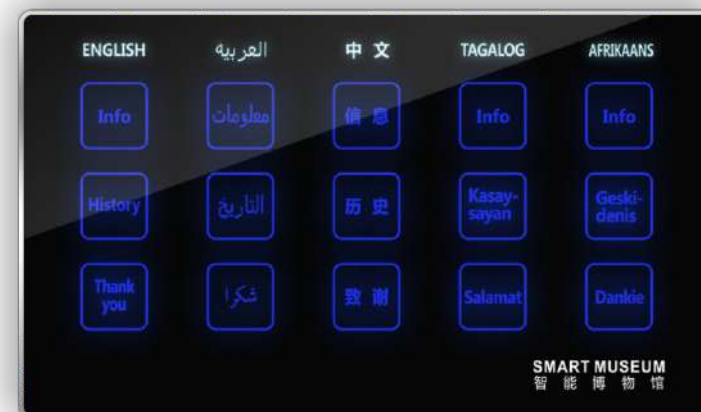 ENGLISH
العربية
中文
TAGALOG
AFRIKAANS
Info
معلومات
信息
Info
Info
History
التاريخ
历史
Kasay-
sayan
Geski-
denis
Thank
you
شكرا
致谢
Salamat
Dankie
SMART MUSEUM
智能博物馆